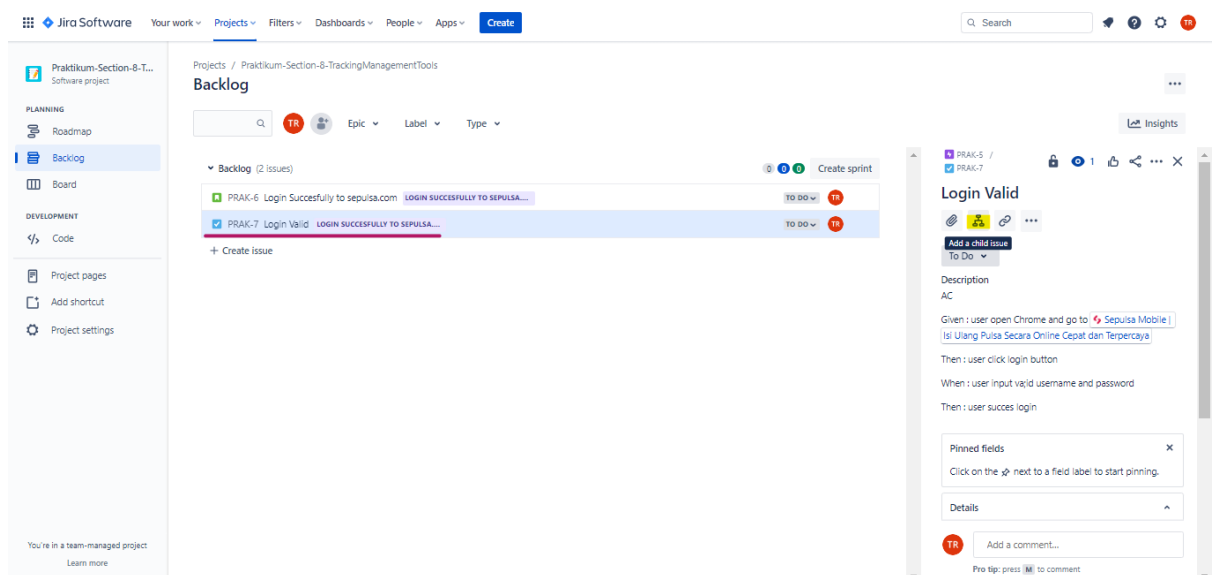 Jira Software Your work Projects Filters Dashboards People Apps Create Search TR
Praktikum-Section-8-T...
Software project
PLANNING
Roadmap
Backlog
Board
DEVELOPMENT
Code
Project pages
Add shortcut
Project settings
You're in a team-managed project
Learn more
Projects / Praktikum-Section-8-TrackingManagementTools
Backlog
TR Epic Label Type Insights
Backlog (2 issues) 0 0 0 Create sprint
PRAK-6 Login Succesfully to sepulsa.com LOGIN SUCCESFULLY TO SEPULSA.... TO DO TR
PRAK-7 Login Valid LOGIN SUCCESFULLY TO SEPULSA.... TO DO TR
+ Create issue
PRAK-5 /
PRAK-7
1
Login Valid
Add a child issue
To Do
Description
AC
Given : user open Chrome and go to Sepulsa Mobile |
Isi Ulang Pulsa Secara Online Cepat dan Terpercaya
Then : user click login button
When : user input va;id username and password
Then : user succes login
Pinned fields
Click on the next to a field label to start pinning.
Details
TR Add a comment...
Pro tip: press M to comment